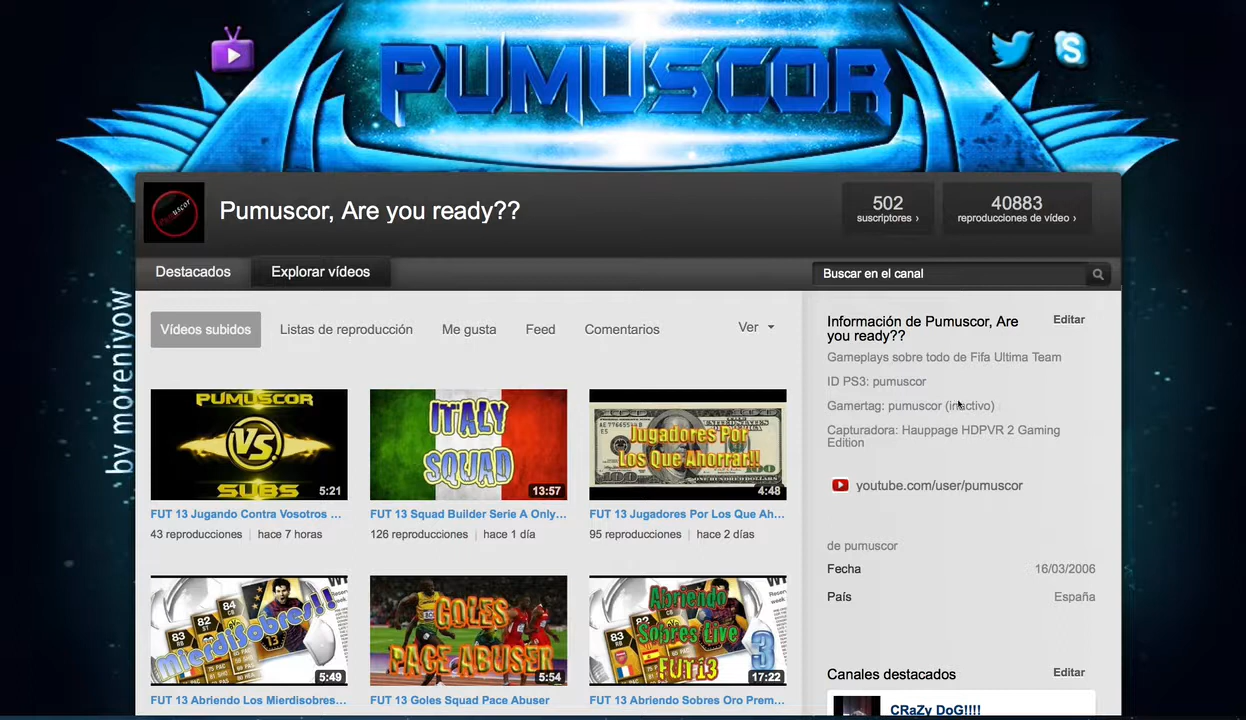 PUMUSCOR
Pumuscor, Are you ready??
502
suscriptores ›
40883
reproducciones de vídeo ›
Destacados
Explorar vídeos
Buscar en el canal
by moreniyow
Vídeos subidos
Listas de reproducción
Me gusta
Feed
Comentarios
Ver
PUMUSCOR
VS
SUBS
5:21
FUT 13 Jugando Contra Vosotros ...
43 reproducciones
hace 7 horas
ITALY
SQUAD
13:57
FUT 13 Squad Builder Serie A Only...
126 reproducciones
hace 1 día
Jugadores Por
Los Que Ahorrar!!
4:48
FUT 13 Jugadores Por Los Que Ah...
95 reproducciones
hace 2 días
Mierdisobres!!
5:49
FUT 13 Abriendo Los Mierdisobres...
GOLES
PACE ABUSER
5:54
FUT 13 Goles Squad Pace Abuser
Abriendo
Sobres Live
FUT13
3
17:22
FUT 13 Abriendo Sobres Oro Prem...
Información de Pumuscor, Are
you ready??
Editar
Gameplays sobre todo de Fifa Ultima Team
ID PS3: pumuscor
Gamertag: pumuscor (inactivo)
Capturadora: Hauppage HDPVR 2 Gaming
Edition
youtube.com/user/pumuscor
de pumuscor
Fecha
16/03/2006
País
España
Canales destacados
Editar
CRaZy DoG!!!!